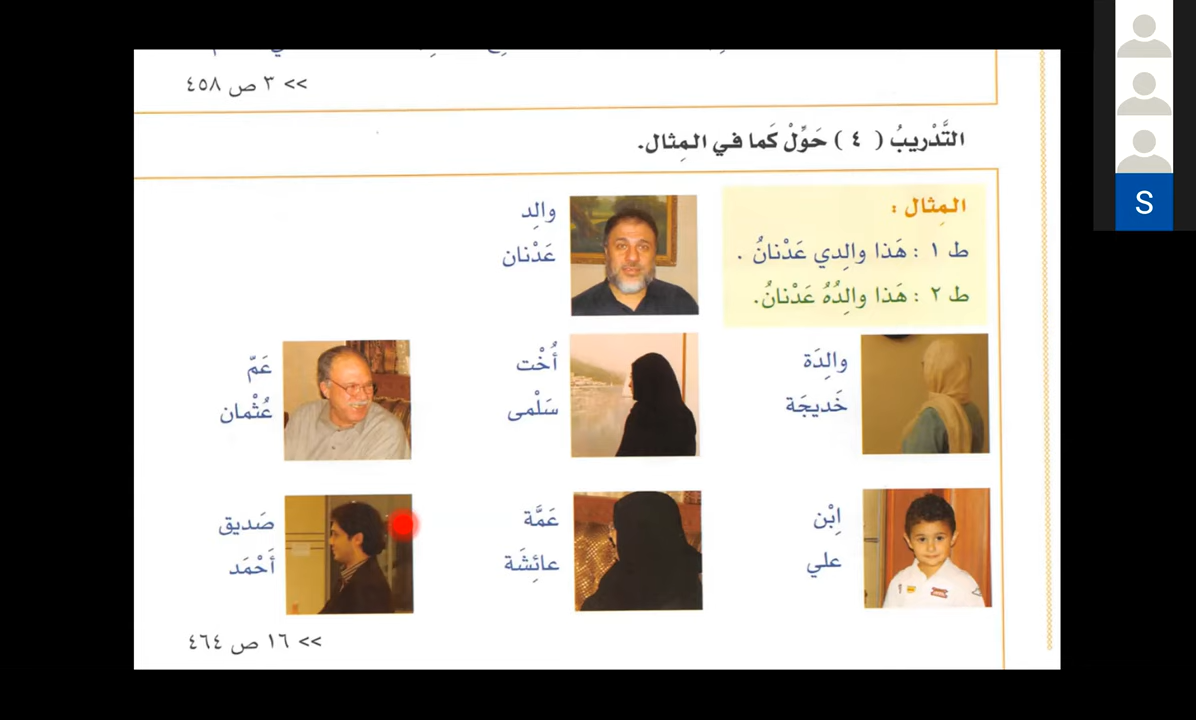 << ٣ ص ٤٥٨
التَّدْريبُ ( ٤ ) حَوِّلْ كَما في المِثال.
المِثال :
ط ١ : هَذا والِدي عَدْنانُ .
ط ٢ : هَذا والِدُهُ عَدْنانُ.
والِد
عَدْنان
والِدَة
خَديجَة
أُخْت
سَلْمى
عَمّ
عُثْمان
اِبْن
علي
عَمَّة
عائِشَة
صَديق
أَحْمَد
<< ١٦ ص ٤٦٤
S